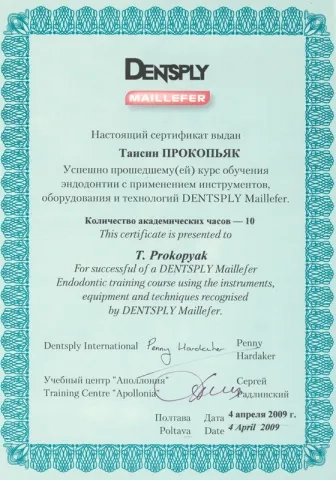 DENTSPLY
MAILLEFER
Настоящий сертификат выдан
Таисии ПРОКОПЬЯК
Успешно прошедшему(ей) курс обучения
эндодонтии с применением инструментов,
оборудования и технологий DENTSPLY Maillefer.
Количество академических часов — 10
This certificate is presented to
T. Prokopyak
For successful of a DENTSPLY Maillefer
Endodontic training course using the instruments,
equipment and techniques recognised
by DENTSPLY Maillefer.
Dentsply International Penny Hardaker Penny
Hardaker
Учебный центр "Аполлония" Сергей
Training Centre "Apollonia" Радлинский
Полтава Дата 4 апреля 2009 г.
Poltava Date 4 April 2009